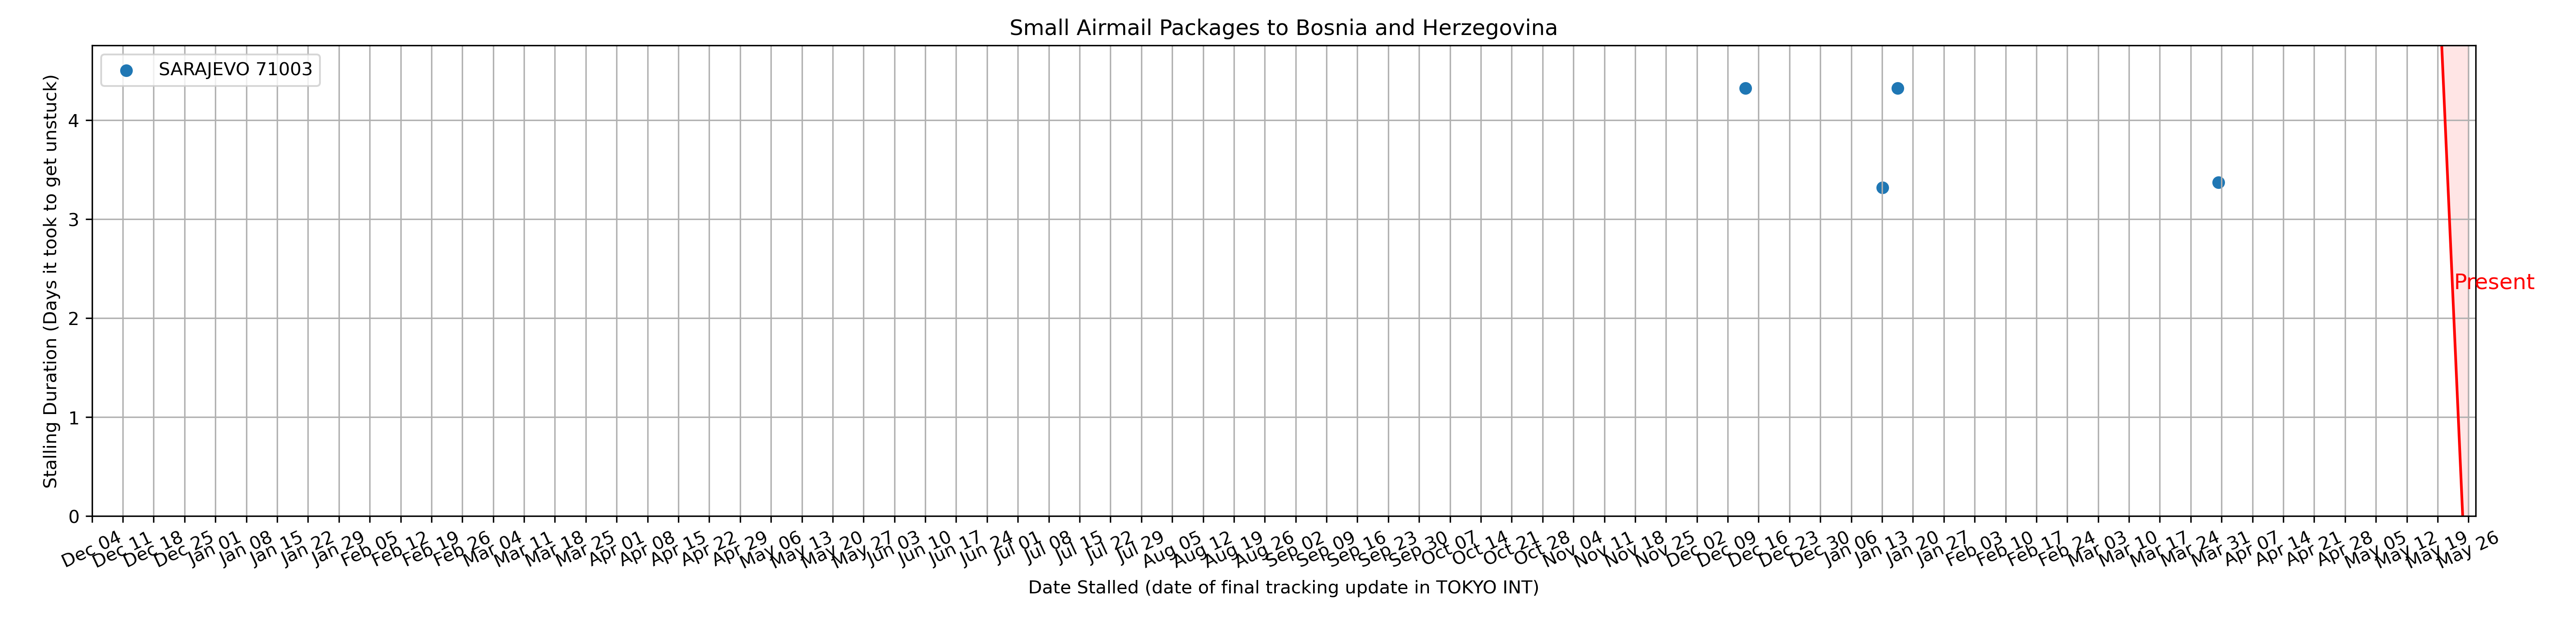 Small Airmail Packages to Bosnia and Herzegovina
SARAJEVO 71003
Stalling Duration (Days it took to get unstuck)
4
3
2
1
0
Present
Dec 04
Dec 11
Dec 18
Dec 25
Jan 01
Jan 08
Jan 15
Jan 22
Jan 29
Feb 05
Feb 12
Feb 19
Feb 26
Mar 04
Mar 11
Mar 18
Mar 25
Apr 01
Apr 08
Apr 15
Apr 22
Apr 29
May 06
May 13
May 20
May 27
Jun 03
Jun 10
Jun 17
Jun 24
Jul 01
Jul 08
Jul 15
Jul 22
Jul 29
Aug 05
Aug 12
Aug 19
Aug 26
Sep 02
Sep 09
Sep 16
Sep 23
Sep 30
Oct 07
Oct 14
Oct 21
Oct 28
Nov 04
Nov 11
Nov 18
Nov 25
Dec 02
Dec 09
Dec 16
Dec 23
Dec 30
Jan 06
Jan 13
Jan 20
Jan 27
Feb 03
Feb 10
Feb 17
Feb 24
Mar 03
Mar 10
Mar 17
Mar 24
Mar 31
Apr 07
Apr 14
Apr 21
Apr 28
May 05
May 12
May 19
May 26
Date Stalled (date of final tracking update in TOKYO INT)